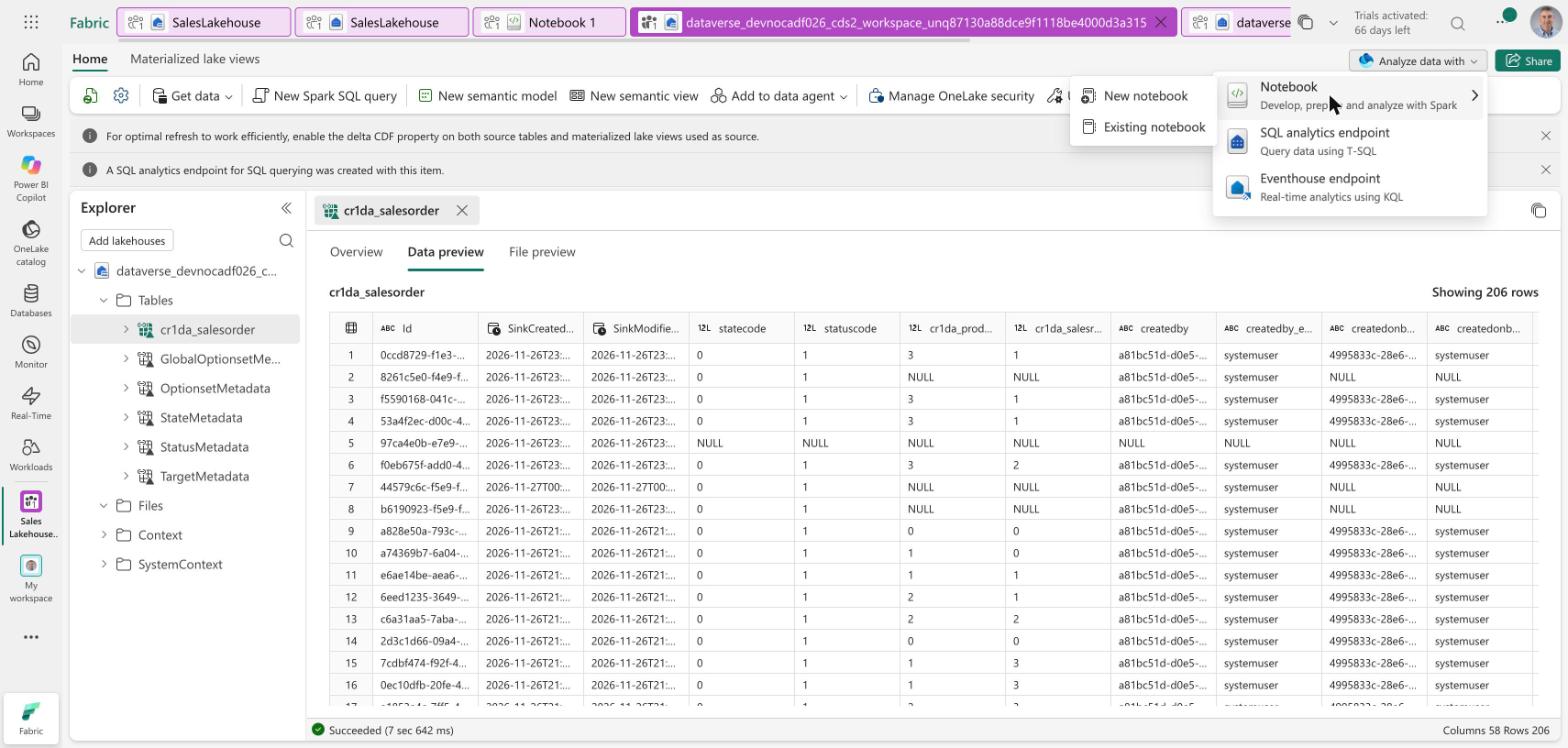 Fabric
SalesLakehouse
SalesLakehouse
Notebook 1
dataverse_devnocadf026_cds2_workspace_unq87130a88dce9f1118be4000d3a315
dataverse
Trials activated:
66 days left
Home
Materialized lake views
Analyze data with
Share
Get data
New Spark SQL query
New semantic model
New semantic view
Add to data agent
Manage OneLake security
New notebook
Existing notebook
Notebook
Develop, prep and analyze with Spark
SQL analytics endpoint
Query data using T-SQL
Eventhouse endpoint
Real-time analytics using KQL
For optimal refresh to work efficiently, enable the delta CDF property on both source tables and materialized lake views used as source.
A SQL analytics endpoint for SQL querying was created with this item.
Home
Workspaces
Power BI
Copilot
OneLake
catalog
Databases
Monitor
Real-Time
Workloads
Sales
Lakehouse..
My
workspace
Fabric
Explorer
Add lakehouses
dataverse_devnocadf026_c...
Tables
cr1da_salesorder
GlobalOptionsetMe...
OptionsetMetadata
StateMetadata
StatusMetadata
TargetMetadata
Files
Context
SystemContext
cr1da_salesorder
Overview
Data preview
File preview
cr1da_salesorder
Showing 206 rows
ABC Id 
SinkCreated... SinkModifie... 12L statecode 12L statuscode 12L cr1da_prod... 12L cr1da_salesr... ABC createdby ABC createdby_e... ABC createdonb... ABC createdonb...
1 0ccd8729-f1e3-... 2026-11-26T23:... 2026-11-26T23:... 0 1 3 1 a81bc51d-d0e5-... systemuser 4995833c-28e6-... systemuser
2 8261c5e0-f4e9-f... 2026-11-26T23:... 2026-11-26T23:... 0 1 NULL NULL a81bc51d-d0e5-... systemuser NULL NULL
3 f5590168-041c-... 2026-11-26T23:... 2026-11-26T23:... 0 1 3 1 a81bc51d-d0e5-... systemuser 4995833c-28e6-... systemuser
4 53a4f2ec-d00c-4... 2026-11-26T23:... 2026-11-26T23:... 0 1 3 1 a81bc51d-d0e5-... systemuser 4995833c-28e6-... systemuser
5 97ca4e0b-e7e9-... 2026-11-26T23:... 2026-11-26T23:... NULL NULL NULL NULL NULL NULL NULL NULL
6 f0eb675f-add0-4... 2026-11-26T23:... 2026-11-26T23:... 0 1 3 2 a81bc51d-d0e5-... systemuser 4995833c-28e6-... systemuser
7 44579c6c-f5e9-f... 2026-11-27T00:... 2026-11-27T00:... 0 1 NULL NULL a81bc51d-d0e5-... systemuser NULL NULL
8 b6190923-f5e9-f... 2026-11-26T23:... 2026-11-26T23:... 0 1 NULL NULL a81bc51d-d0e5-... systemuser NULL NULL
9 a828e50a-793c-... 2026-11-26T21:... 2026-11-26T21:... 0 1 0 0 a81bc51d-d0e5-... systemuser 4995833c-28e6-... systemuser
10 a74369b7-6a04-... 2026-11-26T21:... 2026-11-26T21:... 0 1 1 0 a81bc51d-d0e5-... systemuser 4995833c-28e6-... systemuser
11 e6ae14be-aea6-... 2026-11-26T21:... 2026-11-26T21:... 0 1 1 1 a81bc51d-d0e5-... systemuser 4995833c-28e6-... systemuser
12 6eed1235-3649-... 2026-11-26T21:... 2026-11-26T21:... 0 1 2 1 a81bc51d-d0e5-... systemuser 4995833c-28e6-... systemuser
13 c6a31aa5-7aba-... 2026-11-26T21:... 2026-11-26T21:... 0 1 2 2 a81bc51d-d0e5-... systemuser 4995833c-28e6-... systemuser
14 2d3c1d66-09a4-... 2026-11-26T21:... 2026-11-26T21:... 0 1 0 0 a81bc51d-d0e5-... systemuser 4995833c-28e6-... systemuser
15 7cdbf474-f92f-4... 2026-11-26T21:... 2026-11-26T21:... 0 1 1 3 a81bc51d-d0e5-... systemuser 4995833c-28e6-... systemuser
16 0ec10dfb-20fe-4... 2026-11-26T21:... 2026-11-26T21:... 0 1 1 3 a81bc51d-d0e5-... systemuser 4995833c-28e6-... systemuser
Succeeded (7 sec 642 ms)
Columns 58 Rows 206